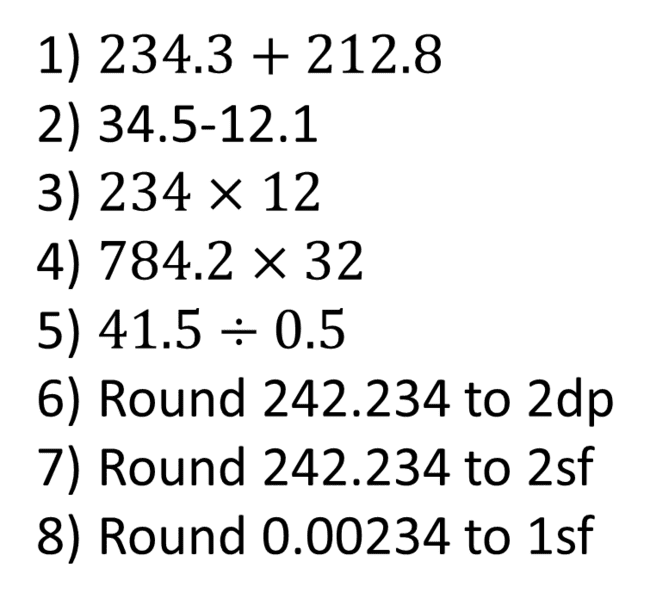 1) 234.3 + 212.8
2) 34.5-12.1
3) 234 × 12
4) 784.2 × 32
5) 41.5 ÷ 0.5
6) Round 242.234 to 2dp
7) Round 242.234 to 2sf
8) Round 0.00234 to 1sf